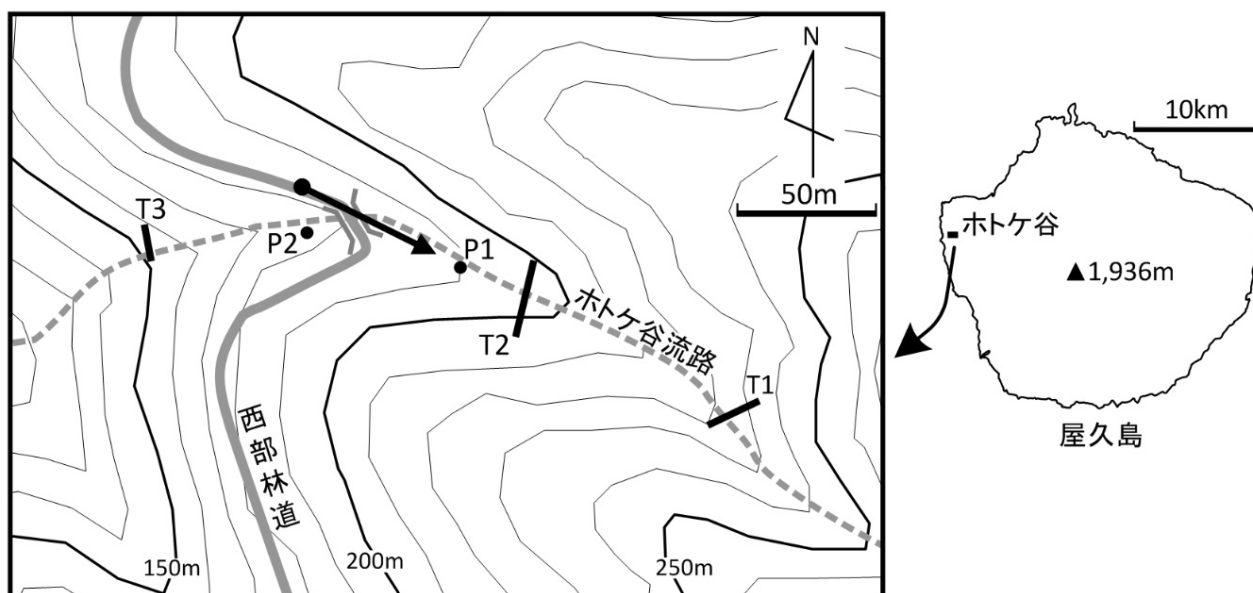 N
50m
T3
P2
P1
T2
ホトケ谷流路
T1
西部林道
150m
200m
250m
10km
ホトケ谷
▲1,936m
屋久島